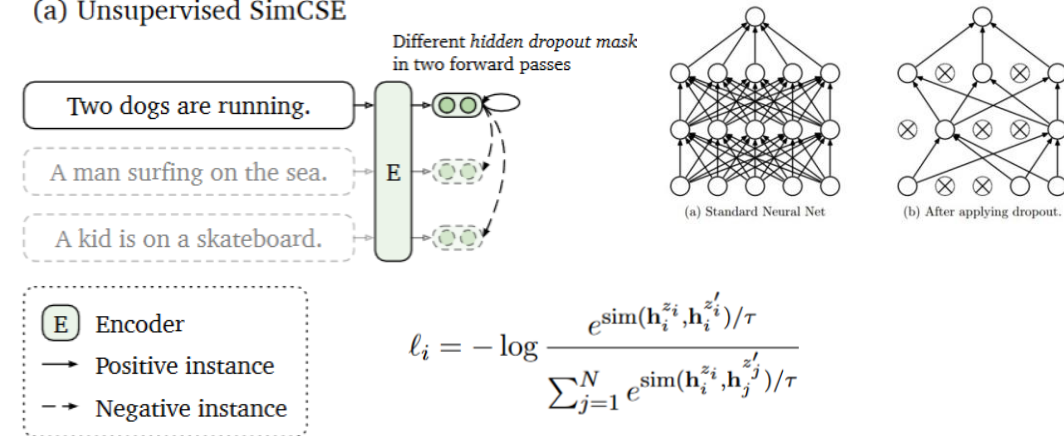 (a) Unsupervised SimCSE
Different hidden dropout mask
in two forward passes
Two dogs are running.
A man surfing on the sea.
E
A kid is on a skateboard.
(a) Standard Neural Net
(b) After applying dropout.
E Encoder
Positive instance
Negative instance
ℓ_i = − log \frac{e^{sim(h_i^{z_i}, h_i^{z'_i})/τ}}{∑_{j=1}^{N} e^{sim(h_i^{z_i}, h_j^{z'_j})/τ}}